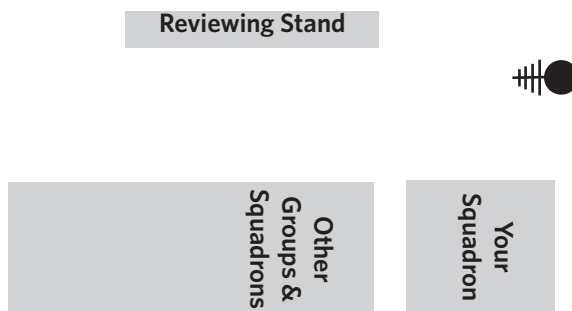 Reviewing Stand
Other
Groups &
Squadrons
Your
Squadron